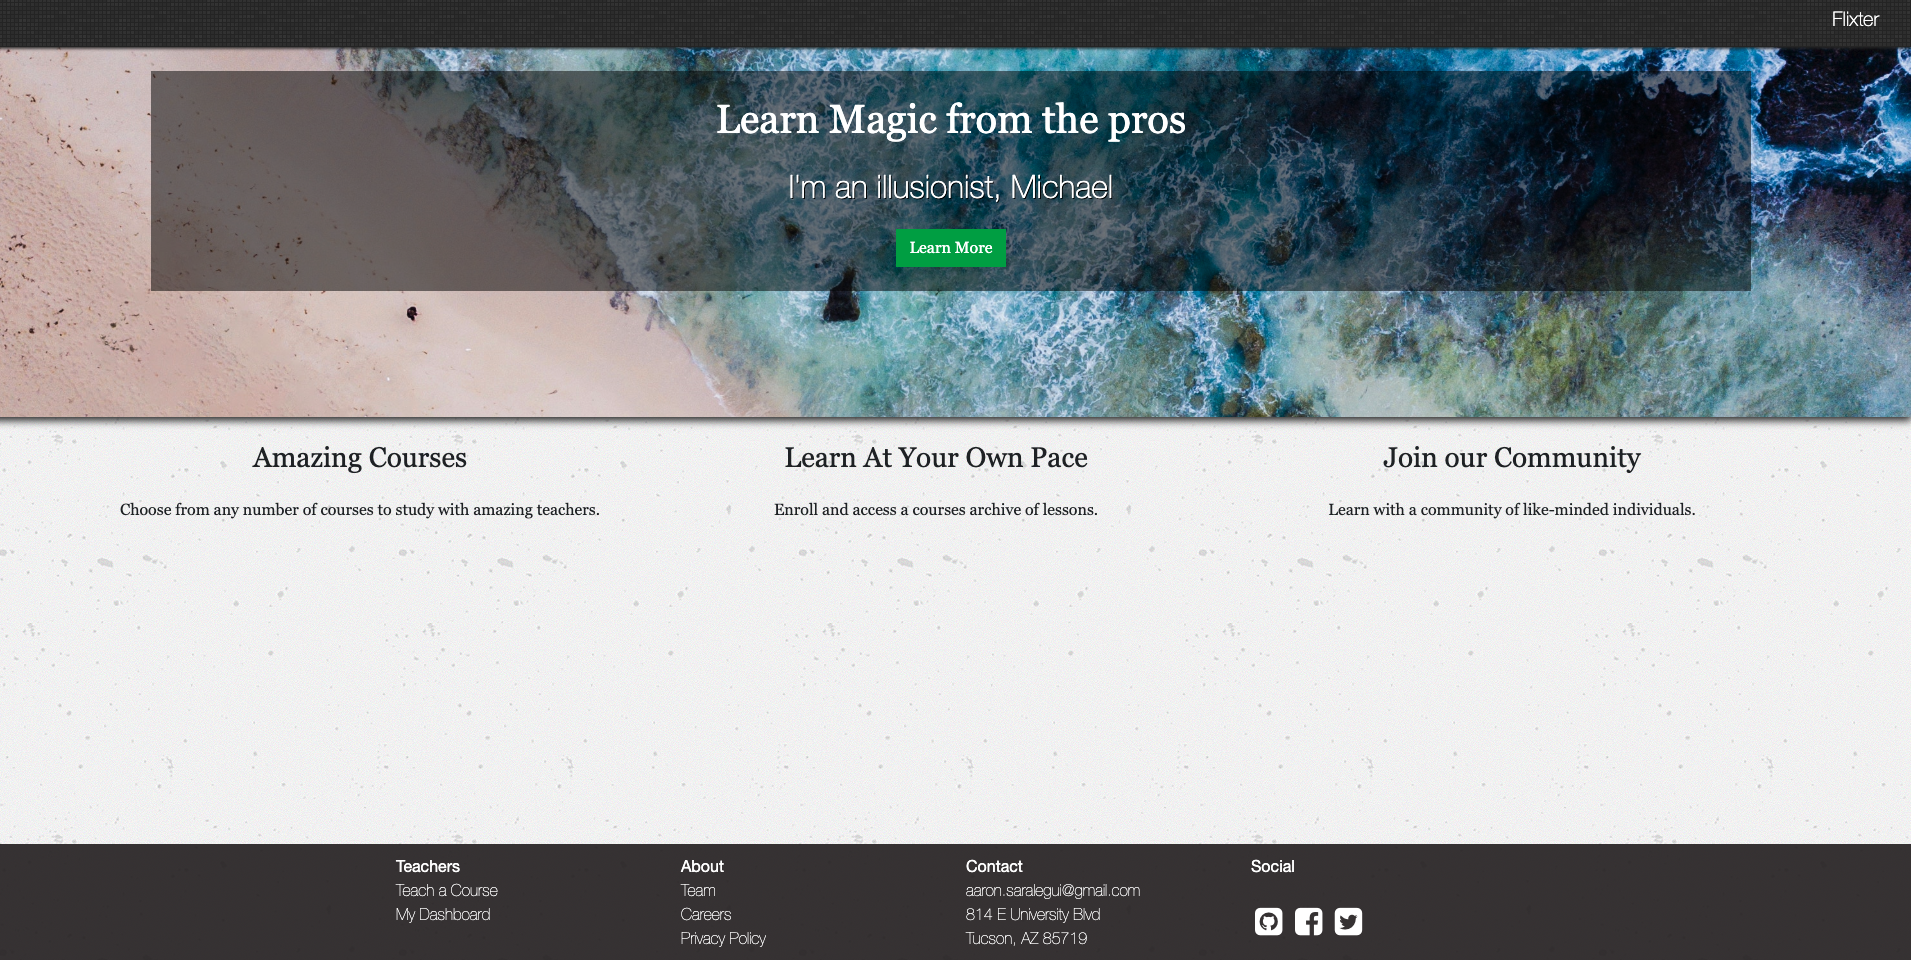 Flixter
Learn Magic from the pros
I'm an illusionist, Michael
Learn More
Amazing Courses
Choose from any number of courses to study with amazing teachers.
Learn At Your Own Pace
Enroll and access a courses archive of lessons.
Join our Community
Learn with a community of like-minded individuals.
Teachers
Teach a Course
My Dashboard
About
Team
Careers
Privacy Policy
Contact
aaron.saralegui@gmail.com
814 E University Blvd
Tucson, AZ 85719
Social